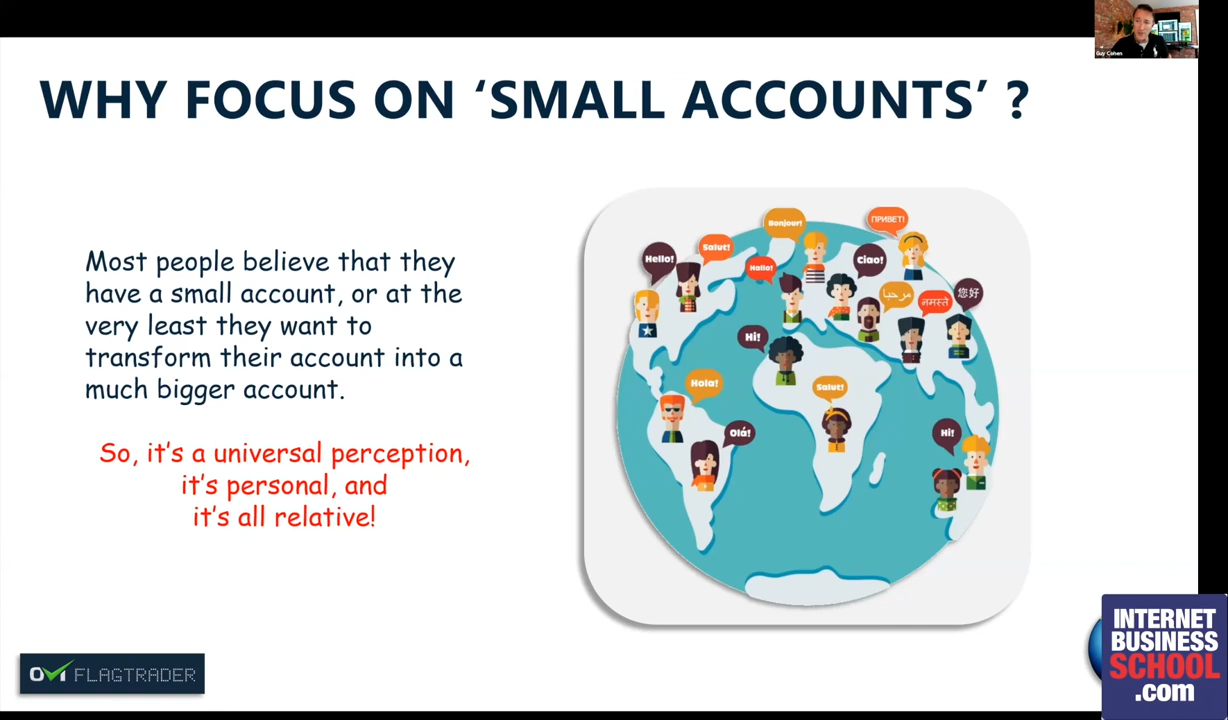 Guy Cohen
WHY FOCUS ON ‘SMALL ACCOUNTS’ ?
Most people believe that they
have a small account, or at the
very least they want to
transform their account into a
much bigger account.
So, it's a universal perception,
it's personal, and
it's all relative!
Hello!
Salut!
Bonjour!
Hallo!
ПРИВЕТ!
Ciao!
مرحبا
नमस्ते
您好
Hi!
Hola!
Salut!
Olá!
Hi!
OVI FLAGTRADER
INTERNET
BUSINESS
SCHOOL
.com